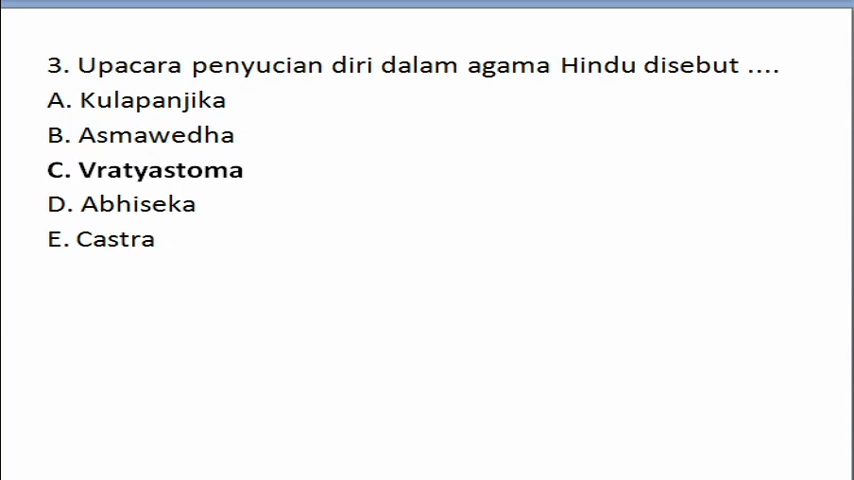 3. Upacara penyucian diri dalam agama Hindu disebut ....
A. Kulapanjika
B. Asmawedha
C. Vratyastoma
D. Abhiseka
E. Castra